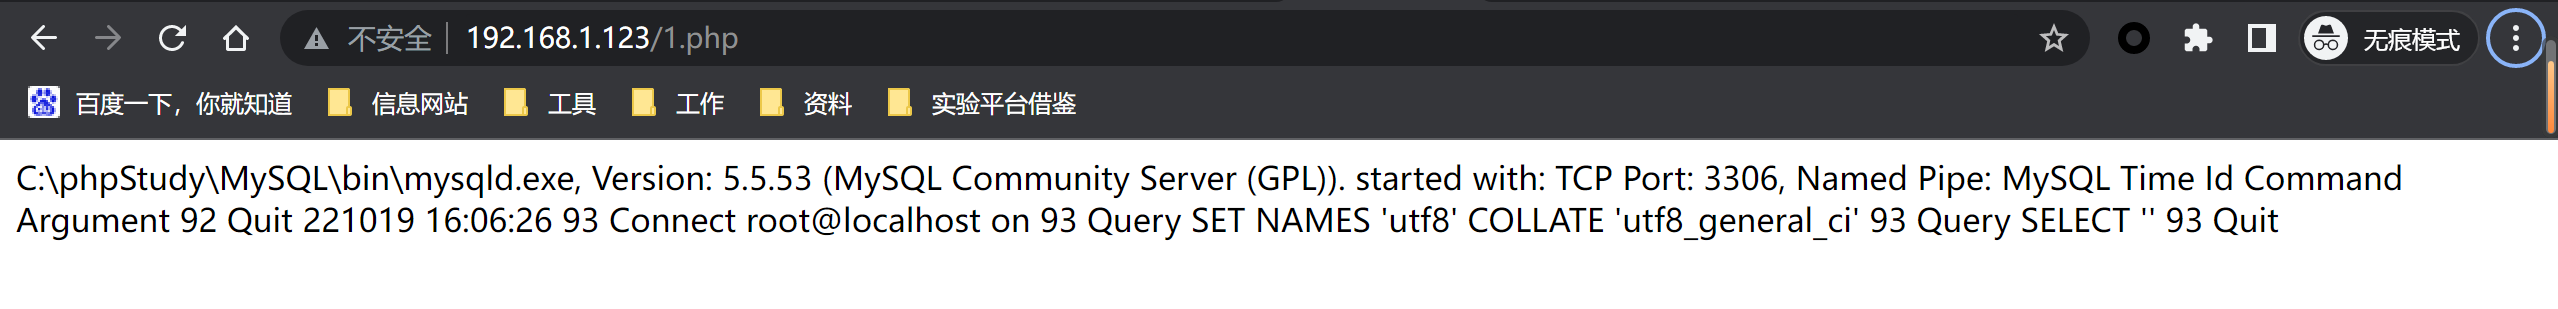 不安全 192.168.1.123/1.php 无痕模式
百度一下，你就知道 信息网站 工具 工作 资料 实验平台借鉴
C:\phpStudy\MySQL\bin\mysqld.exe, Version: 5.5.53 (MySQL Community Server (GPL)). started with: TCP Port: 3306, Named Pipe: MySQL Time Id Command
Argument 92 Quit 221019 16:06:26 93 Connect root@localhost on 93 Query SET NAMES 'utf8' COLLATE 'utf8_general_ci' 93 Query SELECT '' 93 Quit